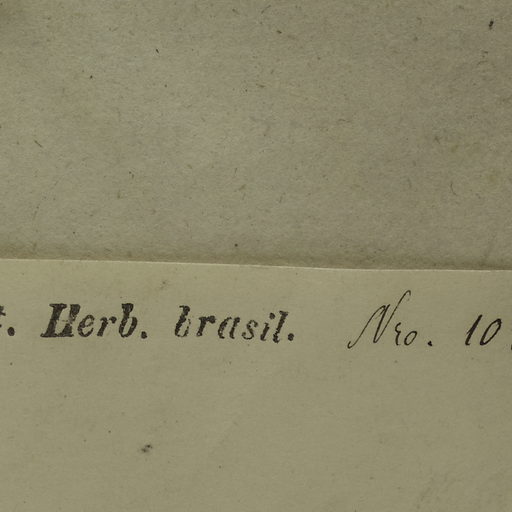 t. Herb. brasil. Nro. 10